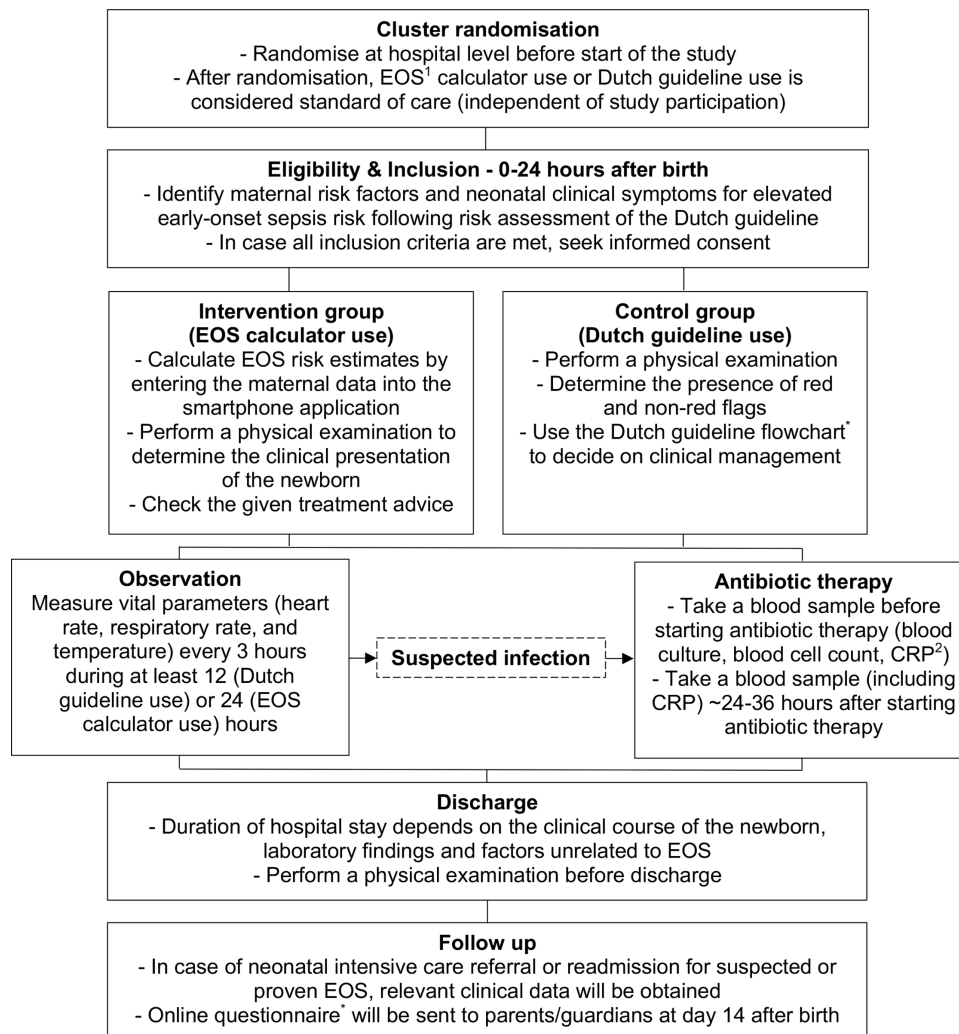 Cluster randomisation
- Randomise at hospital level before start of the study
- After randomisation, EOS¹ calculator use or Dutch guideline use is
considered standard of care (independent of study participation)
Eligibility & Inclusion - 0-24 hours after birth
- Identify maternal risk factors and neonatal clinical symptoms for elevated
early-onset sepsis risk following risk assessment of the Dutch guideline
- In case all inclusion criteria are met, seek informed consent
Intervention group
(EOS calculator use)
- Calculate EOS risk estimates by
entering the maternal data into the
smartphone application
- Perform a physical examination to
determine the clinical presentation
of the newborn
- Check the given treatment advice
Control group
(Dutch guideline use)
- Perform a physical examination
- Determine the presence of red
and non-red flags
- Use the Dutch guideline flowchart*
to decide on clinical management
Observation
Measure vital parameters (heart
rate, respiratory rate, and
temperature) every 3 hours
during at least 12 (Dutch
guideline use) or 24 (EOS
calculator use) hours
Suspected infection
Antibiotic therapy
- Take a blood sample before
starting antibiotic therapy (blood
culture, blood cell count, CRP²)
- Take a blood sample (including
CRP) ~24-36 hours after starting
antibiotic therapy
Discharge
- Duration of hospital stay depends on the clinical course of the newborn,
laboratory findings and factors unrelated to EOS
- Perform a physical examination before discharge
Follow up
- In case of neonatal intensive care referral or readmission for suspected or
proven EOS, relevant clinical data will be obtained
- Online questionnaire* will be sent to parents/guardians at day 14 after birth